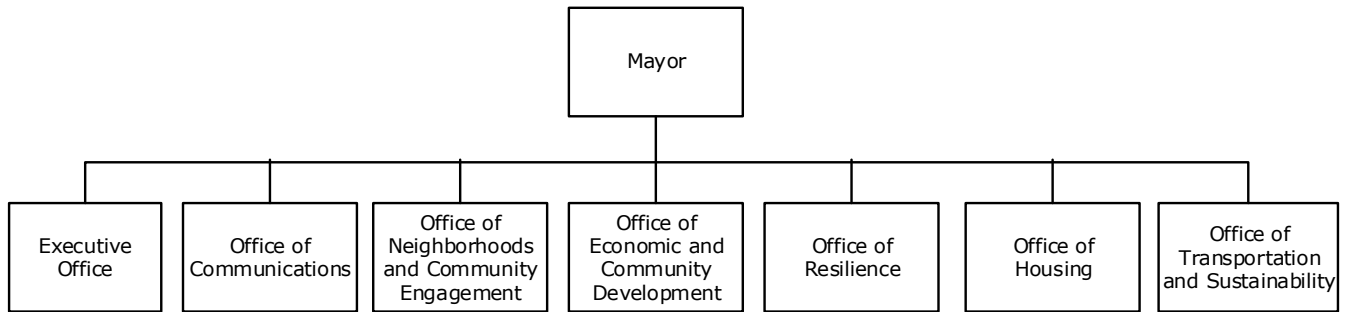 Mayor
Executive
Office
Office of
Communications
Office of
Neighborhoods
and Community
Engagement
Office of
Economic and
Community
Development
Office of
Resilience
Office of
Housing
Office of
Transportation
and Sustainability